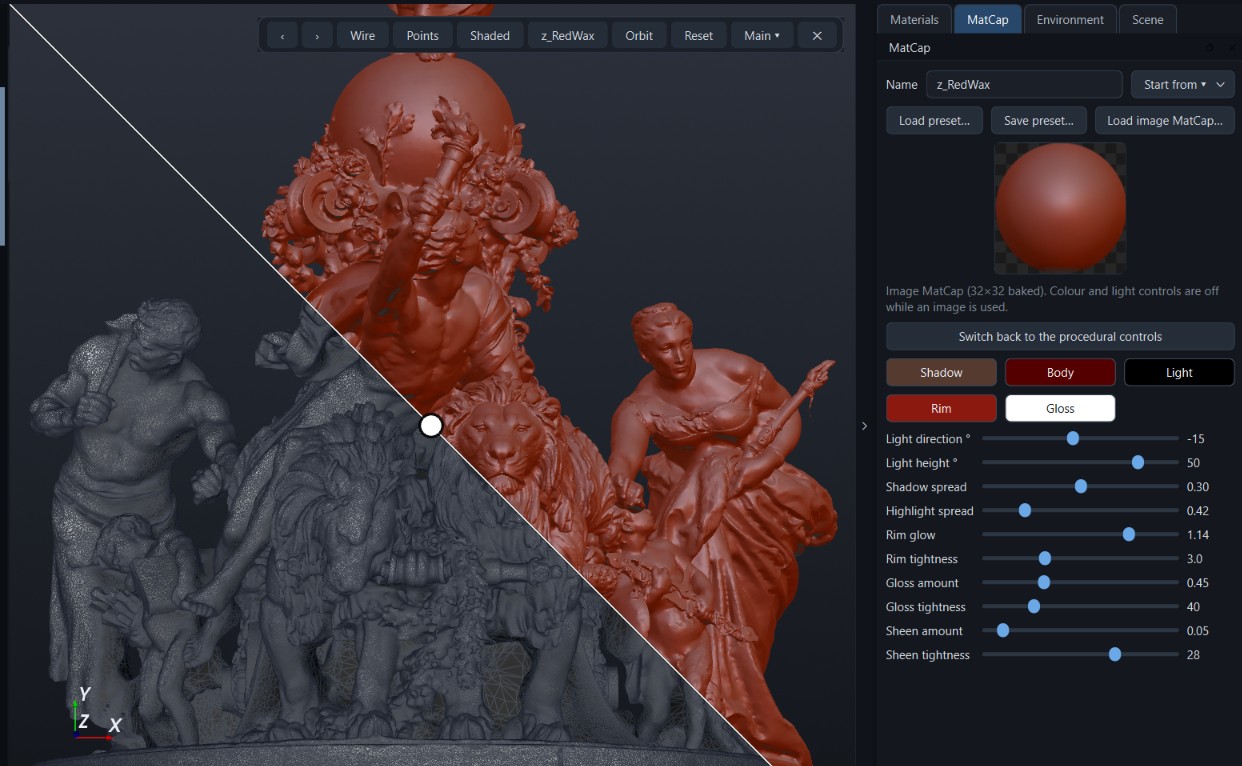 ‹ › Wire Points Shaded z_RedWax Orbit Reset Main ▾ ✕
Materials MatCap Environment Scene
MatCap
Name z_RedWax Start from ▾
Load preset... Save preset... Load image MatCap...
Image MatCap (32×32 baked). Colour and light controls are off
while an image is used.
Switch back to the procedural controls
Shadow Body Light
Rim Gloss
Light direction ° -15
Light height ° 50
Shadow spread 0.30
Highlight spread 0.42
Rim glow 1.14
Rim tightness 3.0
Gloss amount 0.45
Gloss tightness 40
Sheen amount 0.05
Sheen tightness 28
Y
Z X